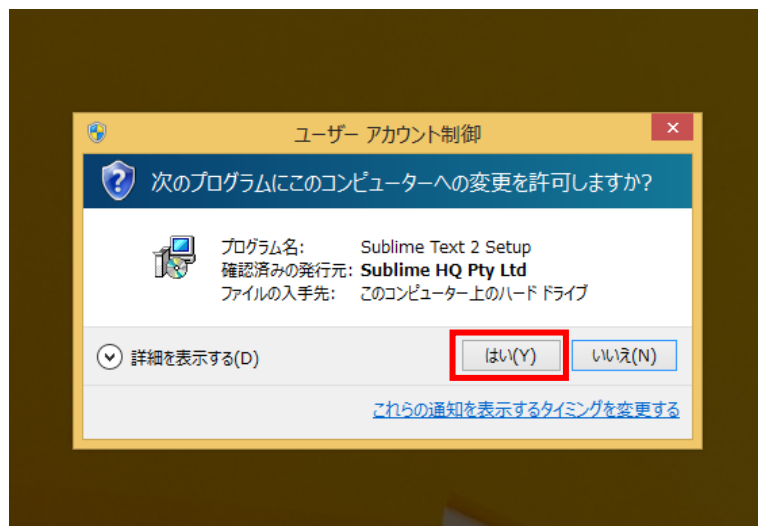 ユーザー アカウント制御
次のプログラムにこのコンピューターへの変更を許可しますか?
プログラム名: Sublime Text 2 Setup
確認済みの発行元: Sublime HQ Pty Ltd
ファイルの入手先: このコンピューター上のハード ドライブ
詳細を表示する(D) はい(Y) いいえ(N)
これらの通知を表示するタイミングを変更する